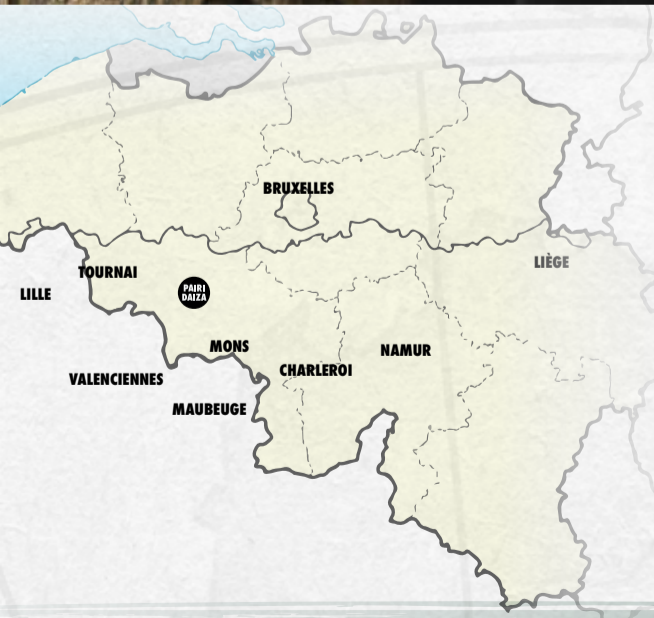 BRUXELLES
LIÈGE
TOURNAI
PAIRI
DAIZA
LILLE
MONS
NAMUR
CHARLEROI
VALENCIENNES
MAUBEUGE